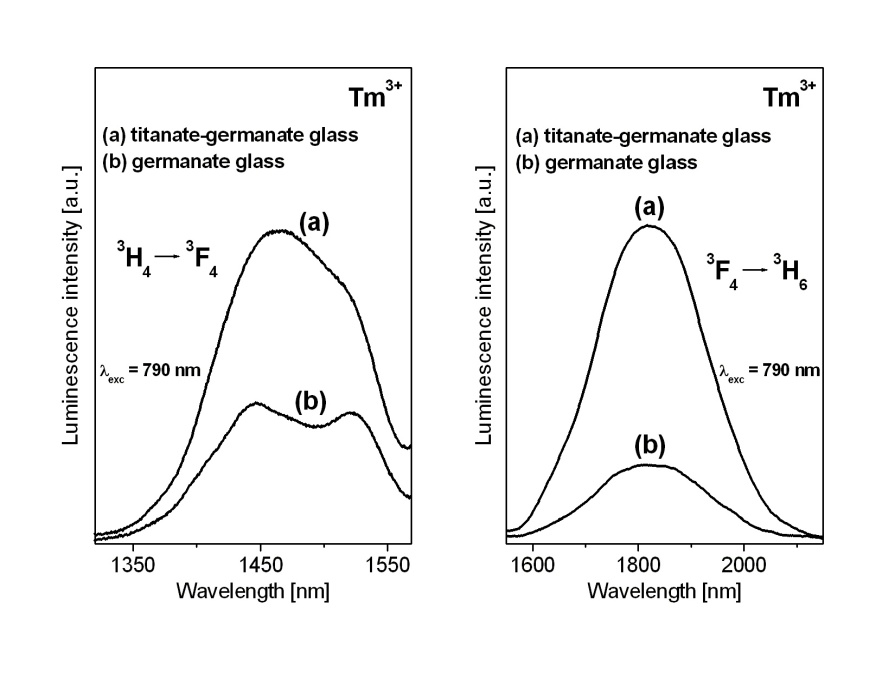 Tm³⁺
(a) titanate-germanate glass
(b) germanate glass
(a)
³H₄ → ³F₄
λexc = 790 nm
(b)
Luminescence intensity [a.u.]
1350 1450 1550
Wavelength [nm]
Tm³⁺
(a) titanate-germanate glass
(b) germanate glass
(a)
³F₄ → ³H₆
λexc = 790 nm
(b)
Luminescence intensity [a.u.]
1600 1800 2000
Wavelength [nm]